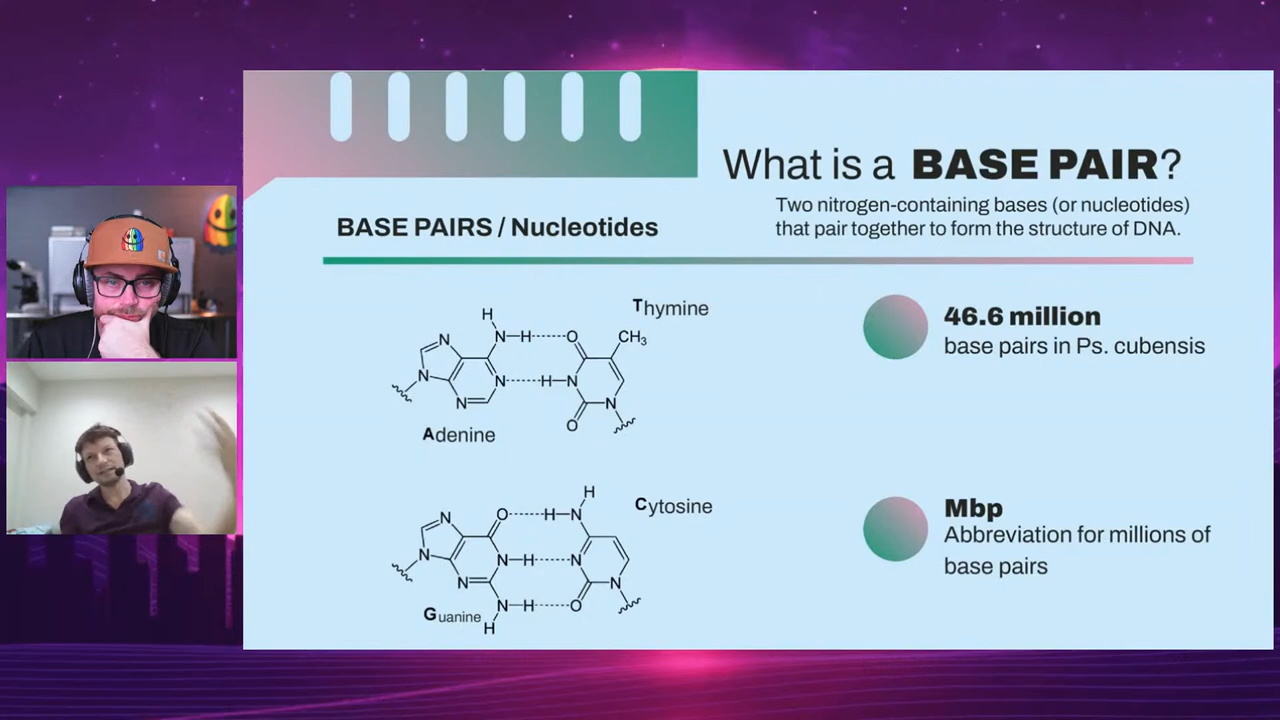 What is a BASE PAIR?
Two nitrogen-containing bases (or nucleotides)
that pair together to form the structure of DNA.
BASE PAIRS / Nucleotides
Thymine
H
N
N H O CH₃
N N H N
N N
O
Adenine
46.6 million
base pairs in Ps. cubensis
Cytosine
H
N O H N
N N H N
N N
N H O
H
Guanine
Mbp
Abbreviation for millions of
base pairs